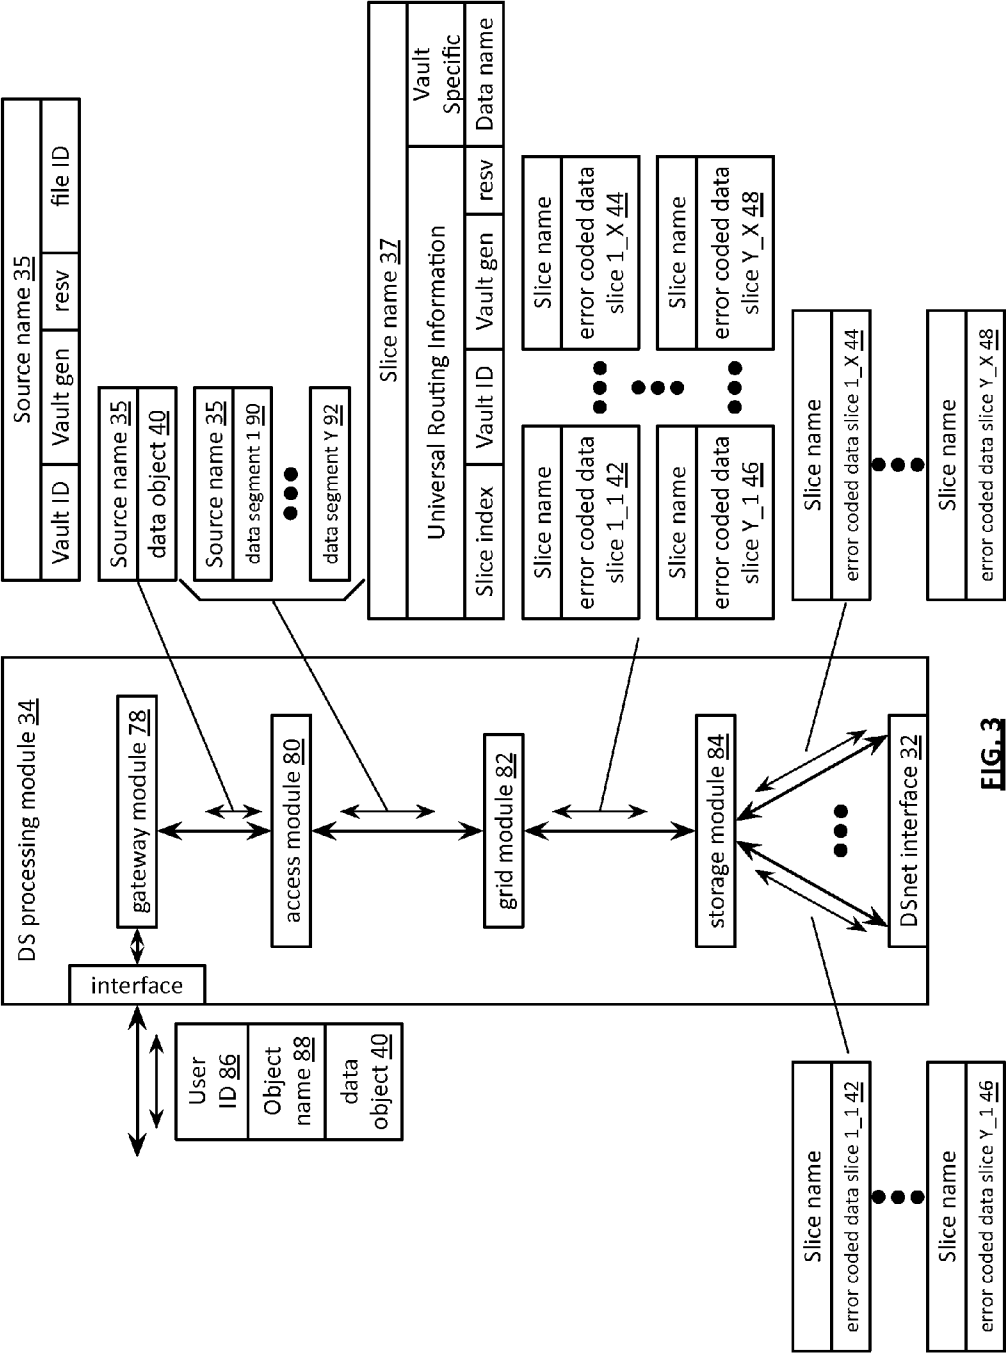 DS processing module 34
interface
gateway module 78
access module 80
grid module 82
storage module 84
DSnet interface 32
User
ID 86
Object
name 88
data
object 40
Source name 35
Vault ID
Vault gen
resv
file ID
Source name 35
data object 40
Source name 35
data segment 1 90
data segment Y 92
Slice name 37
Universal Routing Information
Vault
Specific
Slice index
Vault ID
Vault gen
resv
Data name
Slice name
error coded data
slice 1_1 42
Slice name
error coded data
slice 1_X 44
Slice name
error coded data
slice Y_1 46
Slice name
error coded data
slice Y_X 48
Slice name
error coded data slice 1_1 42
Slice name
error coded data slice Y_1 46
Slice name
error coded data slice 1_X 44
Slice name
error coded data slice Y_X 48
FIG. 3